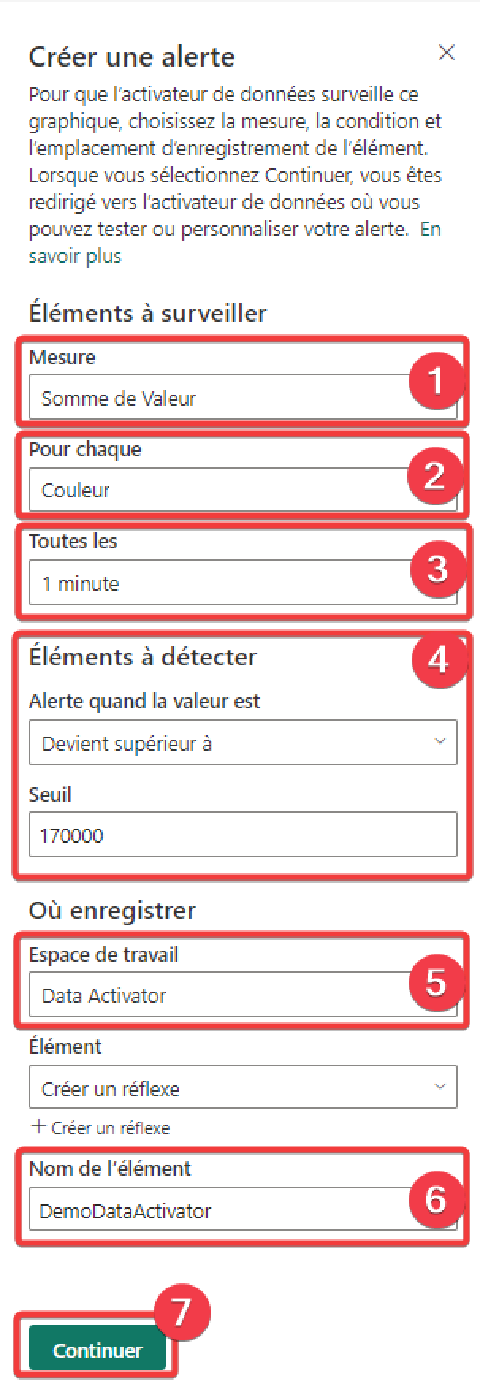 Créer une alerte
Pour que l'activateur de données surveille ce
graphique, choisissez la mesure, la condition et
l'emplacement d'enregistrement de l'élément.
Lorsque vous sélectionnez Continuer, vous êtes
redirigé vers l'activateur de données où vous
pouvez tester ou personnaliser votre alerte. En
savoir plus
Éléments à surveiller
Mesure
1
Somme de Valeur
Pour chaque
2
Couleur
Toutes les
3
1 minute
Éléments à détecter
4
Alerte quand la valeur est
Devient supérieur à
Seuil
170000
Où enregistrer
Espace de travail
5
Data Activator
Élément
Créer un réflexe
+ Créer un réflexe
Nom de l'élément
6
DemoDataActivator
7
Continuer